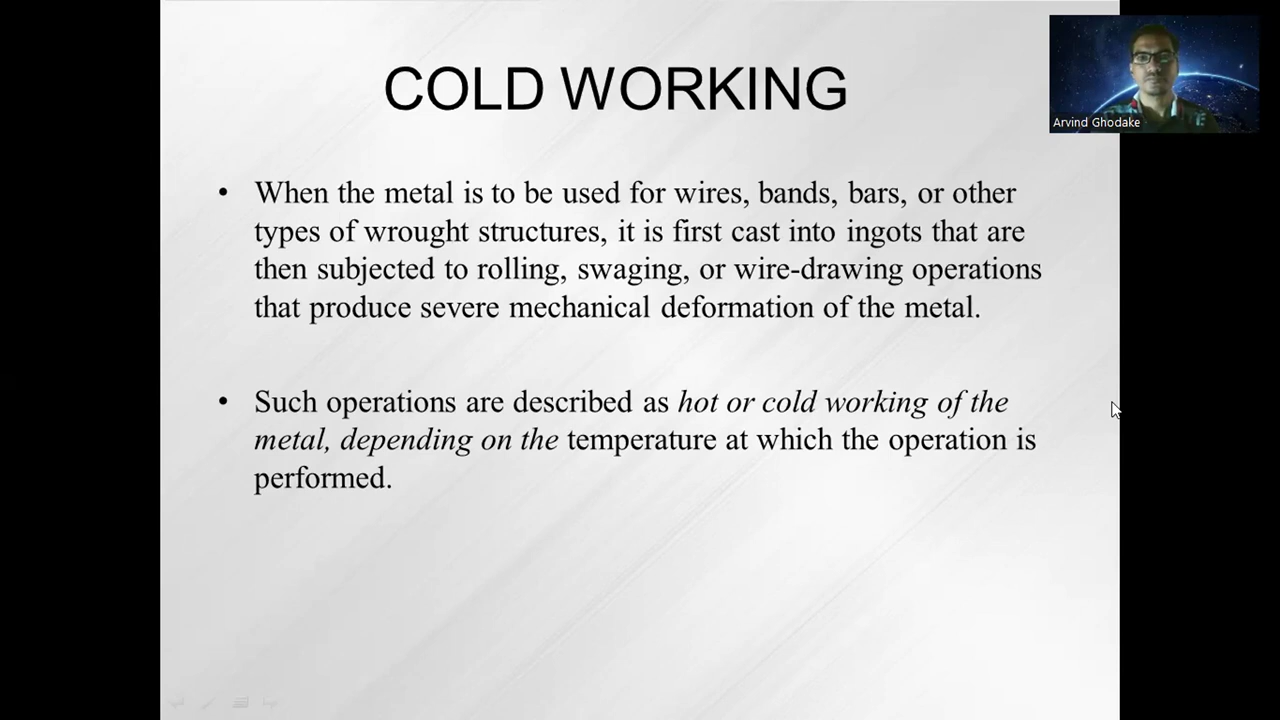 COLD WORKING
Arvind Ghodake
• When the metal is to be used for wires, bands, bars, or other
types of wrought structures, it is first cast into ingots that are
then subjected to rolling, swaging, or wire-drawing operations
that produce severe mechanical deformation of the metal.
• Such operations are described as hot or cold working of the
metal, depending on the temperature at which the operation is
performed.